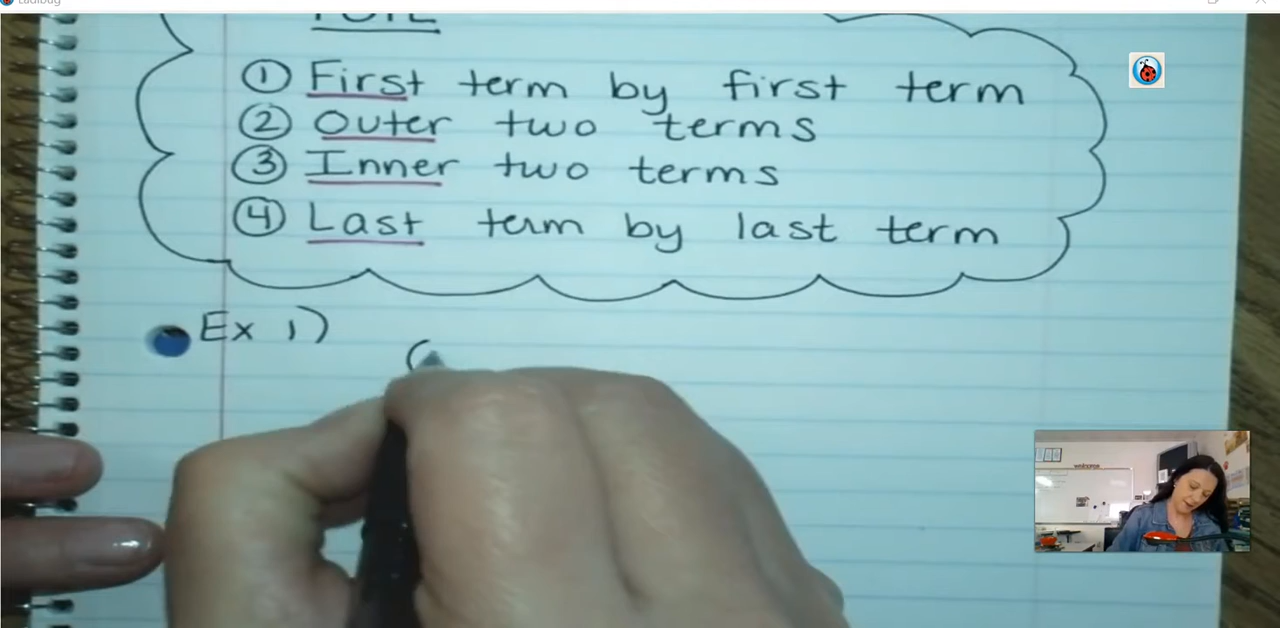 Ladibug
FOIL
① First term by first term
② Outer two terms
③ Inner two terms
④ Last term by last term
Ex 1)
(